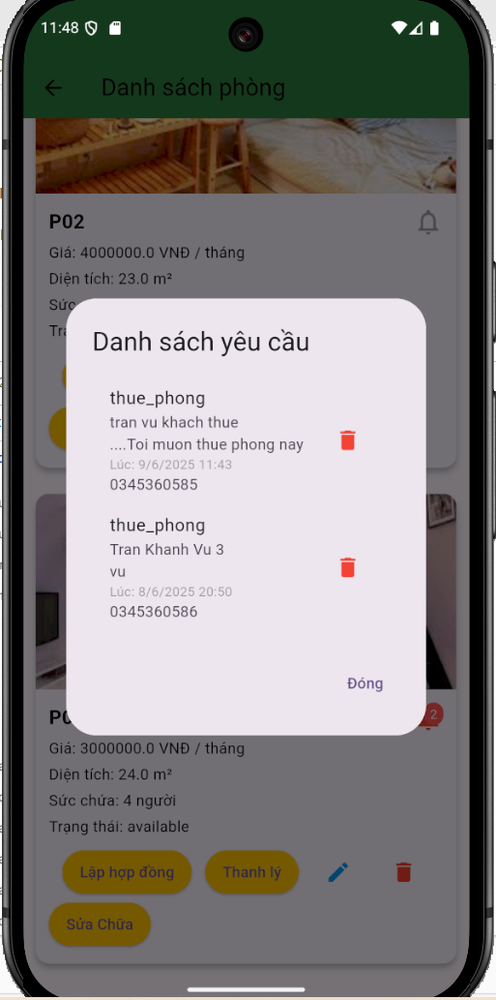 11:48
Danh sách phòng
P02
Giá: 4000000.0 VNĐ / tháng
Diện tích: 23.0 m²
Danh sách yêu cầu
thue_phong
tran vu khach thue
....Toi muon thue phong nay
Lúc: 9/6/2025 11:43
0345360585
thue_phong
Tran Khanh Vu 3
vu
Lúc: 8/6/2025 20:50
0345360586
Đóng
2
Giá: 3000000.0 VNĐ / tháng
Diện tích: 24.0 m²
Sức chứa: 4 người
Trạng thái: available
Lập hợp đồng
Thanh lý
Sửa Chữa